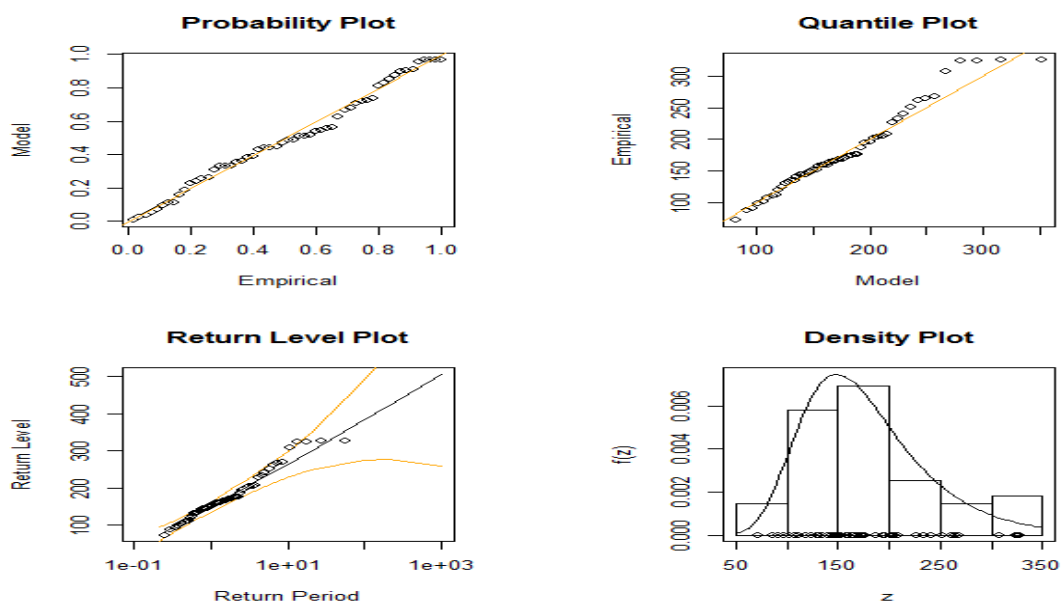 Probability Plot
Model
0.0 0.2 0.4 0.6 0.8 1.0
0.0 0.2 0.4 0.6 0.8 1.0
Empirical
Quantile Plot
Empirical
100 150 200 250 300
100 200 300
Model
Return Level Plot
Return Level
100 200 300 400 500
1e-01 1e+01 1e+03
Return Period
Density Plot
f(z)
0.000 0.002 0.004 0.006
50 150 250 350
z